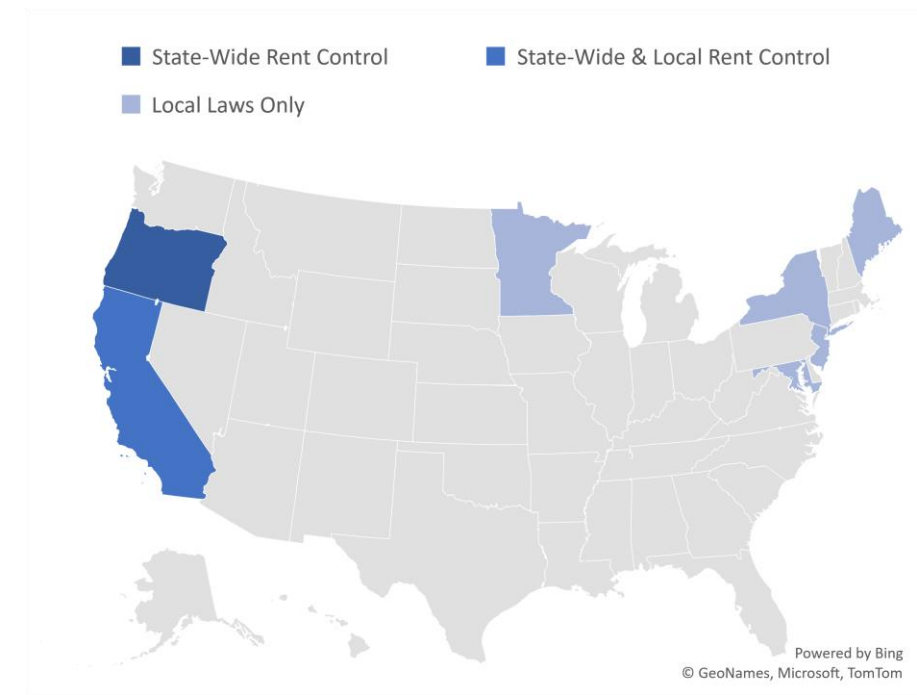 State-Wide Rent Control
State-Wide & Local Rent Control
Local Laws Only
Powered by Bing
© GeoNames, Microsoft, TomTom